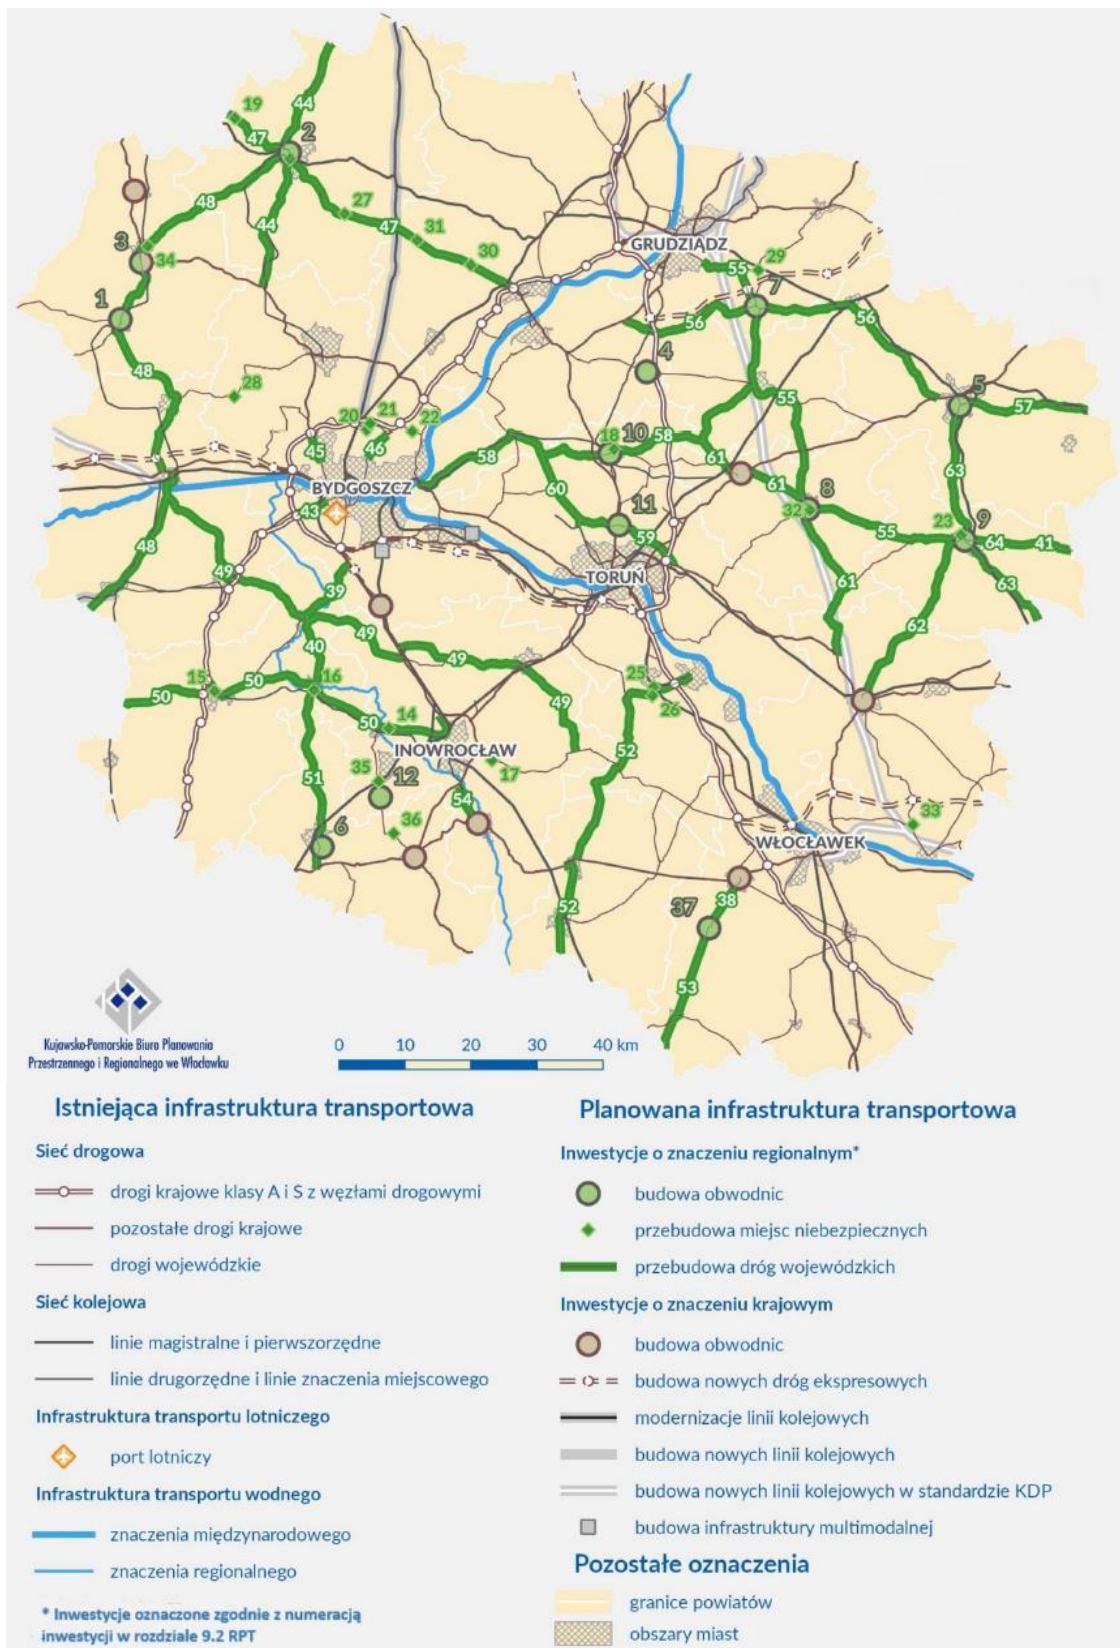 19
44
2
47
48
27
44
47
31
30
3
34
GRUDZIĄDZ
29
55
7
1
56
56
4
48
28
5
57
20
21
22
46
45
55
18
10
58
58
61
63
BYDGOSZCZ
60
61
8
11
32
43
59
55
23
9
64
41
48
49
39
TORUŃ
61
63
40
49
49
62
15
50
50
16
25
26
50
14
49
INOWROCŁAW
52
51
35
12
17
54
36
33
6
WŁOCŁAWEK
52
37
38
53
Kujawsko-Pomorskie Biuro Planowania
Przestrzennego i Regionalnego we Włocławku
0 10 20 30 40 km
Istniejąca infrastruktura transportowa
Sieć drogowa
drogi krajowe klasy A i S z węzłami drogowymi
pozostałe drogi krajowe
drogi wojewódzkie
Sieć kolejowa
linie magistralne i pierwszorzędne
linie drugorzędne i linie znaczenia miejscowego
Infrastruktura transportu lotniczego
port lotniczy
Infrastruktura transportu wodnego
znaczenia międzynarodowego
znaczenia regionalnego
* Inwestycje oznaczone zgodnie z numeracją
inwestycji w rozdziale 9.2 RPT
Planowana infrastruktura transportowa
Inwestycje o znaczeniu regionalnym*
budowa obwodnic
przebudowa miejsc niebezpiecznych
przebudowa dróg wojewódzkich
Inwestycje o znaczeniu krajowym
budowa obwodnic
budowa nowych dróg ekspresowych
modernizacje linii kolejowych
budowa nowych linii kolejowych
budowa nowych linii kolejowych w standardzie KDP
budowa infrastruktury multimodalnej
Pozostałe oznaczenia
granice powiatów
obszary miast